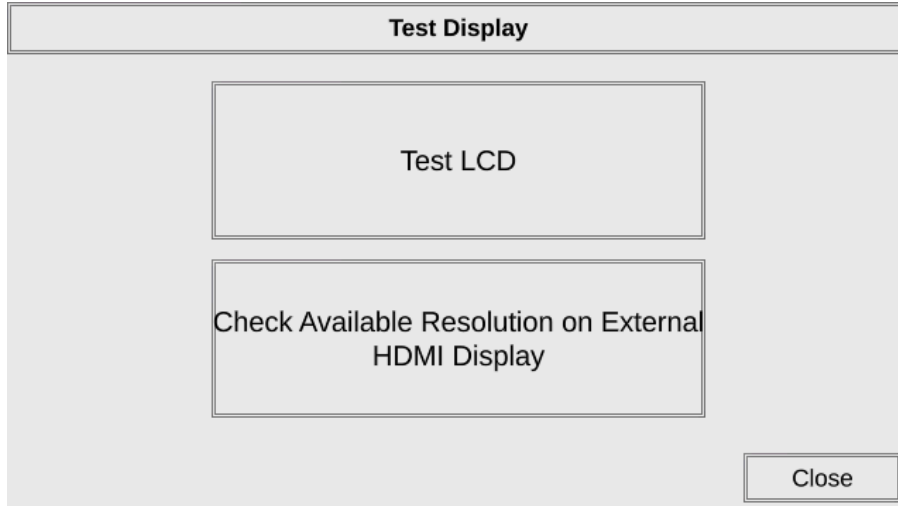 Test Display
Test LCD
Check Available Resolution on External
HDMI Display
Close